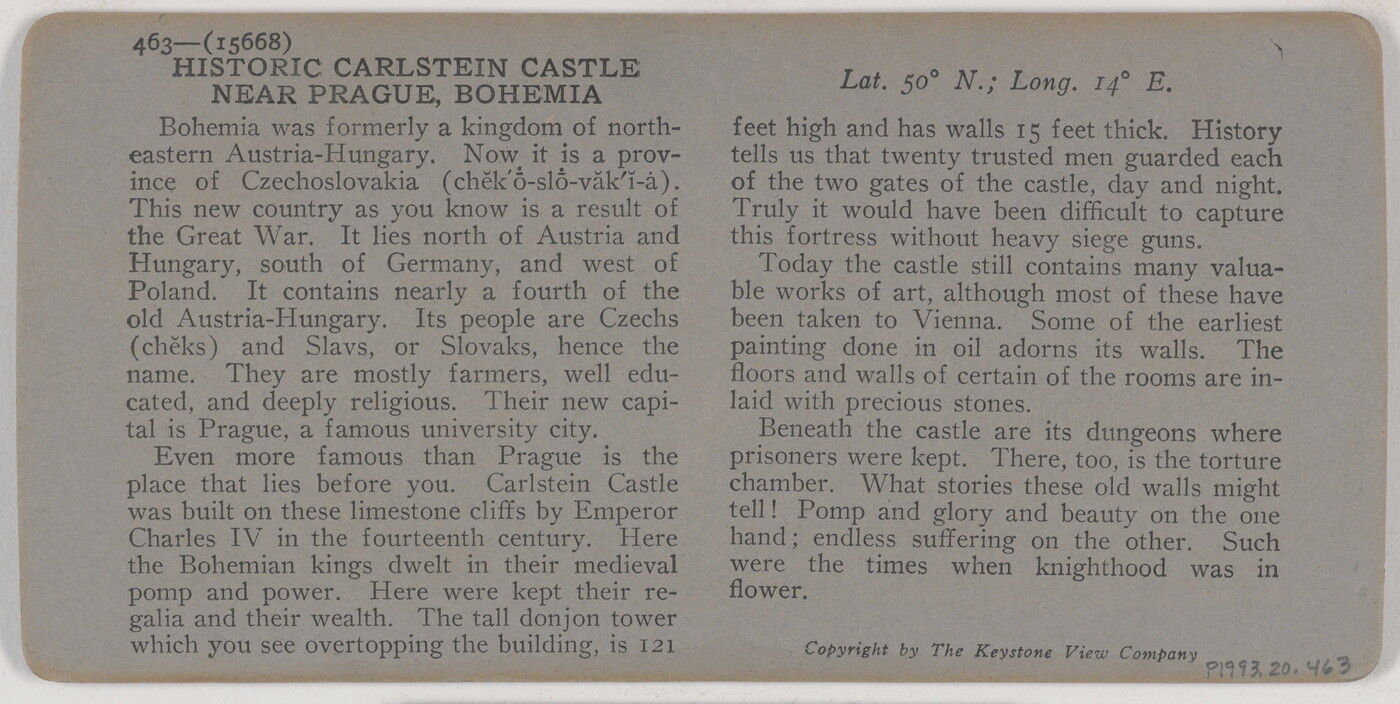 463—(15668)
HISTORIC CARLSTEIN CASTLE
NEAR PRAGUE, BOHEMIA
Bohemia was formerly a kingdom of north-
eastern Austria-Hungary. Now it is a prov-
ince of Czechoslovakia (chĕk′ō̇-slō̇-văk′ĭ-ȧ).
This new country as you know is a result of
the Great War. It lies north of Austria and
Hungary, south of Germany, and west of
Poland. It contains nearly a fourth of the
old Austria-Hungary. Its people are Czechs
(chĕks) and Slavs, or Slovaks, hence the
name. They are mostly farmers, well edu-
cated, and deeply religious. Their new capi-
tal is Prague, a famous university city.
Even more famous than Prague is the
place that lies before you. Carlstein Castle
was built on these limestone cliffs by Emperor
Charles IV in the fourteenth century. Here
the Bohemian kings dwelt in their medieval
pomp and power. Here were kept their re-
galia and their wealth. The tall donjon tower
which you see overtopping the building, is 121
Lat. 50° N.; Long. 14° E.
feet high and has walls 15 feet thick. History
tells us that twenty trusted men guarded each
of the two gates of the castle, day and night.
Truly it would have been difficult to capture
this fortress without heavy siege guns.
Today the castle still contains many valua-
ble works of art, although most of these have
been taken to Vienna. Some of the earliest
painting done in oil adorns its walls. The
floors and walls of certain of the rooms are in-
laid with precious stones.
Beneath the castle are its dungeons where
prisoners were kept. There, too, is the torture
chamber. What stories these old walls might
tell! Pomp and glory and beauty on the one
hand; endless suffering on the other. Such
were the times when knighthood was in
flower.
Copyright by The Keystone View Company
P1993.20.463